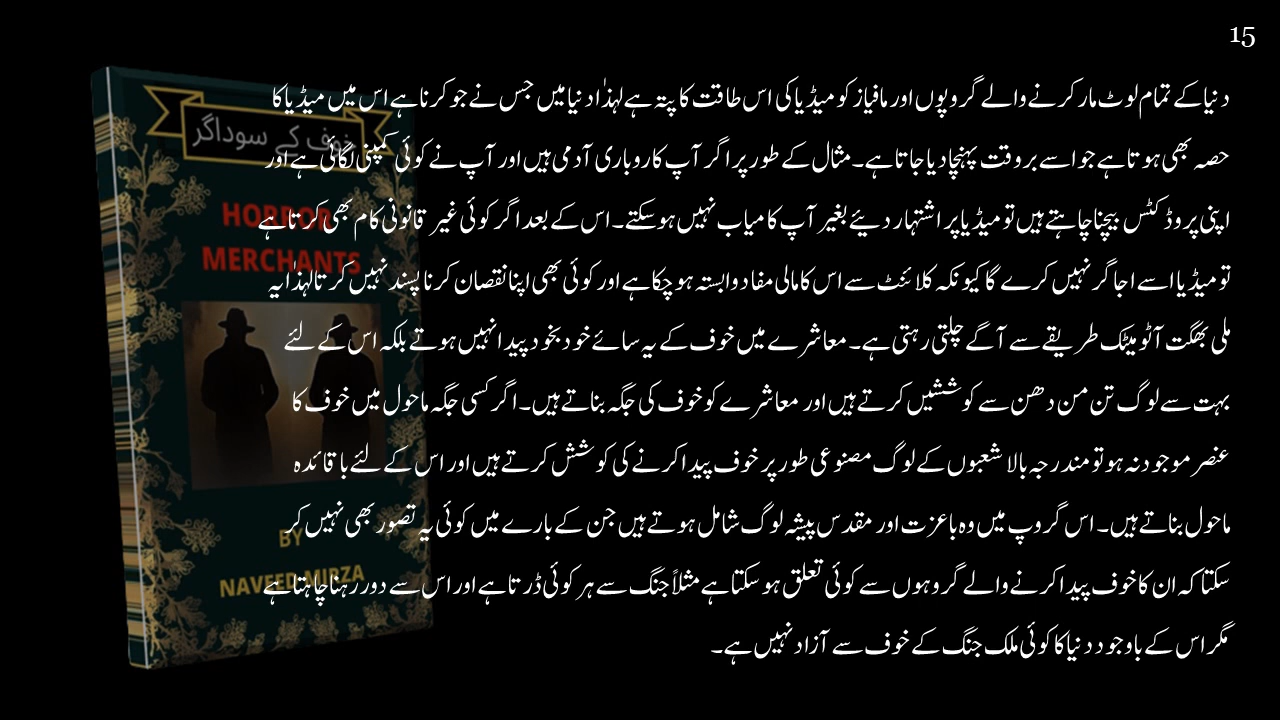 15
دنیا کے تمام لوٹ مار کرنے والے گروپوں اور مافیاز کو میڈیا کی اس طاقت کا پتہ ہے لہذٰا دنیا میں جس نے جو کرنا ہے اس میں میڈیا کا
حصہ بھی ہوتا ہے جو اسے بروقت پہنچا دیا جاتا ہے۔ مثال کے طور پر اگر آپ کاروباری آدمی ہیں اور آپ نے کوئی کمپنی لگائی ہے اور
اپنی پروڈکٹس بیچنا چاہتے ہیں تو میڈیا پر اشتہار دیئے بغیر آپ کامیاب نہیں ہو سکتے۔ اس کے بعد اگر کوئی غیر قانونی کام بھی کرتا ہے
تو میڈیا اسے اجاگر نہیں کرے گا کیونکہ کلائنٹ سے اس کا مالی مفاد وابستہ ہو چکا ہے اور کوئی بھی اپنا نقصان کرنا پسند نہیں کرتا لہذٰا یہ
ملی بھگت آٹو میٹک طریقے سے آگے چلتی رہتی ہے۔ معاشرے میں خوف کے یہ سائے خود بخود پیدا نہیں ہوتے بلکہ اس کے لئے
بہت سے لوگ تن من دھن سے کوششیں کرتے ہیں اور معاشرے کو خوف کی جگہ بناتے ہیں۔ اگر کسی جگہ ماحول میں خوف کا
عنصر موجود نہ ہو تو مندرجہ بالا شعبوں کے لوگ مصنوعی طور پر خوف پیدا کرنے کی کوشش کرتے ہیں اور اس کے لئے باقائدہ
ماحول بناتے ہیں۔ اس گروپ میں وہ باعزت اور مقدس پیشہ لوگ شامل ہوتے ہیں جن کے بارے میں کوئی یہ تصور بھی نہیں کر
سکتا کہ ان کا خوف پیدا کرنے والے گروہوں سے کوئی تعلق ہو سکتا ہے مثلاً جنگ سے ہر کوئی ڈرتا ہے اور اس سے دور رہنا چاہتا ہے
مگر اس کے باوجود دنیا کا کوئی ملک جنگ کے خوف سے آزاد نہیں ہے۔
خوف کے سوداگر
HORROR
MERCHANTS
BY
NAVEED MIRZA